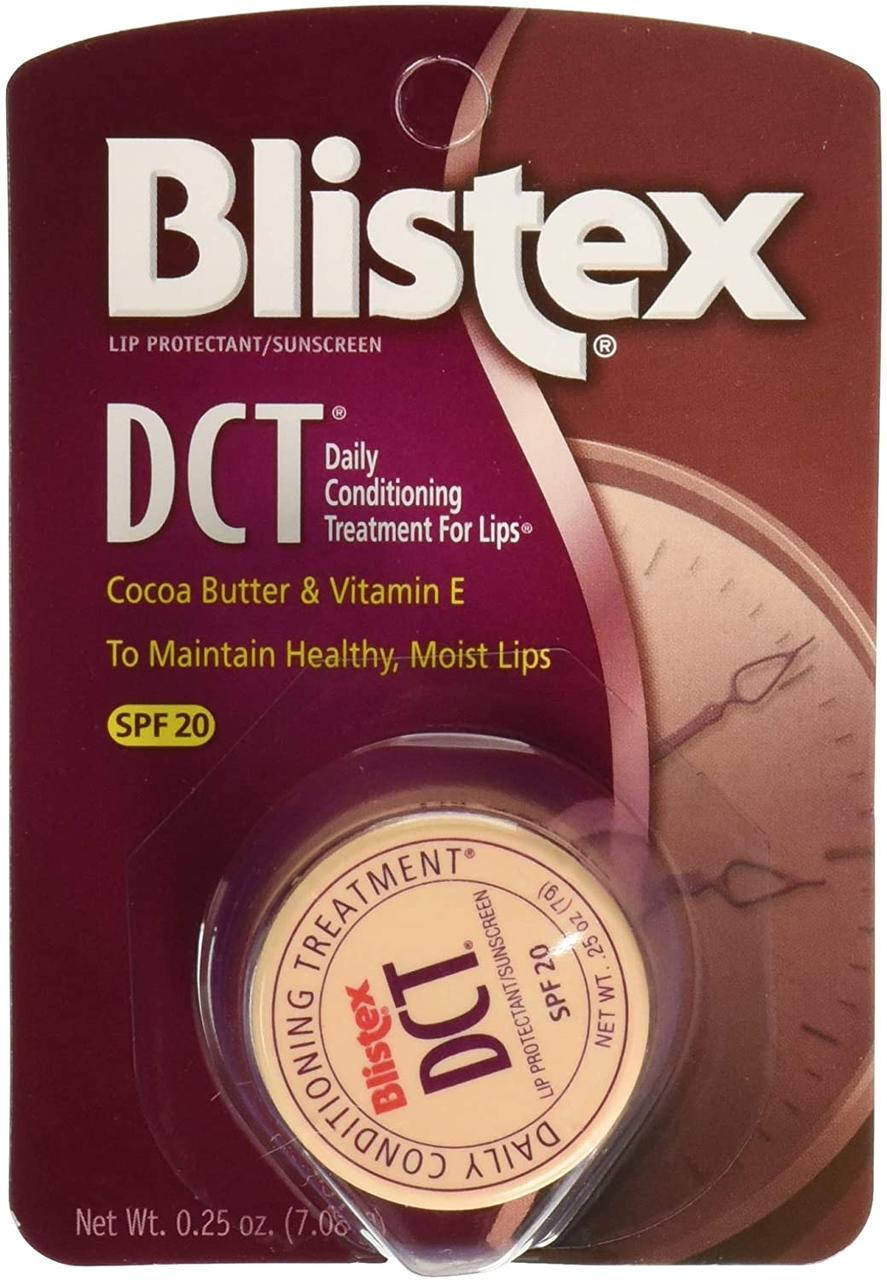 Blistex®
LIP PROTECTANT/SUNSCREEN
DCT®
Daily
Conditioning
Treatment For Lips®
Cocoa Butter & Vitamin E
To Maintain Healthy, Moist Lips
SPF 20
DAILY CONDITIONING TREATMENT®
Blistex®
DCT®
LIP PROTECTANT/SUNSCREEN
SPF 20
NET WT. .25 oz (7g)
Net Wt. 0.25 oz.